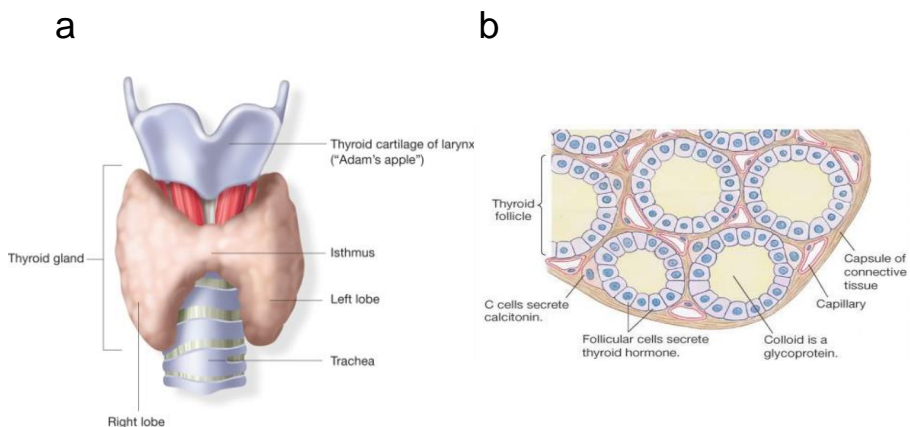 a
b
Thyroid cartilage of larynx
("Adam's apple")
Thyroid gland
Isthmus
Left lobe
Trachea
Right lobe
Thyroid
follicle
C cells secrete
calcitonin.
Follicular cells secrete
thyroid hormone.
Colloid is a
glycoprotein.
Capillary
Capsule of
connective
tissue